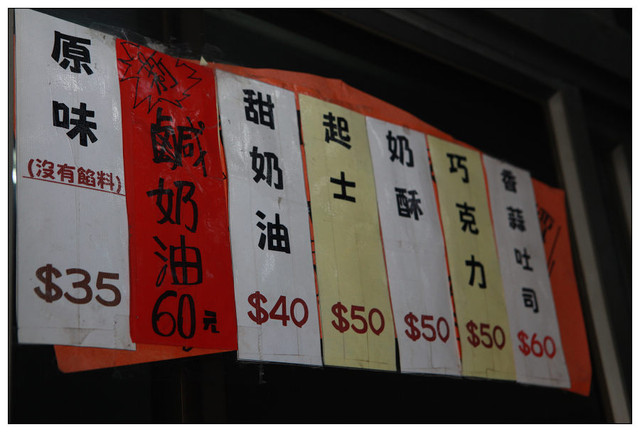 原味
(沒有餡料)
$35
新
鹹奶油
60元
甜奶油
$40
起士
$50
奶酥
$50
巧克力
$50
香蒜吐司
$60